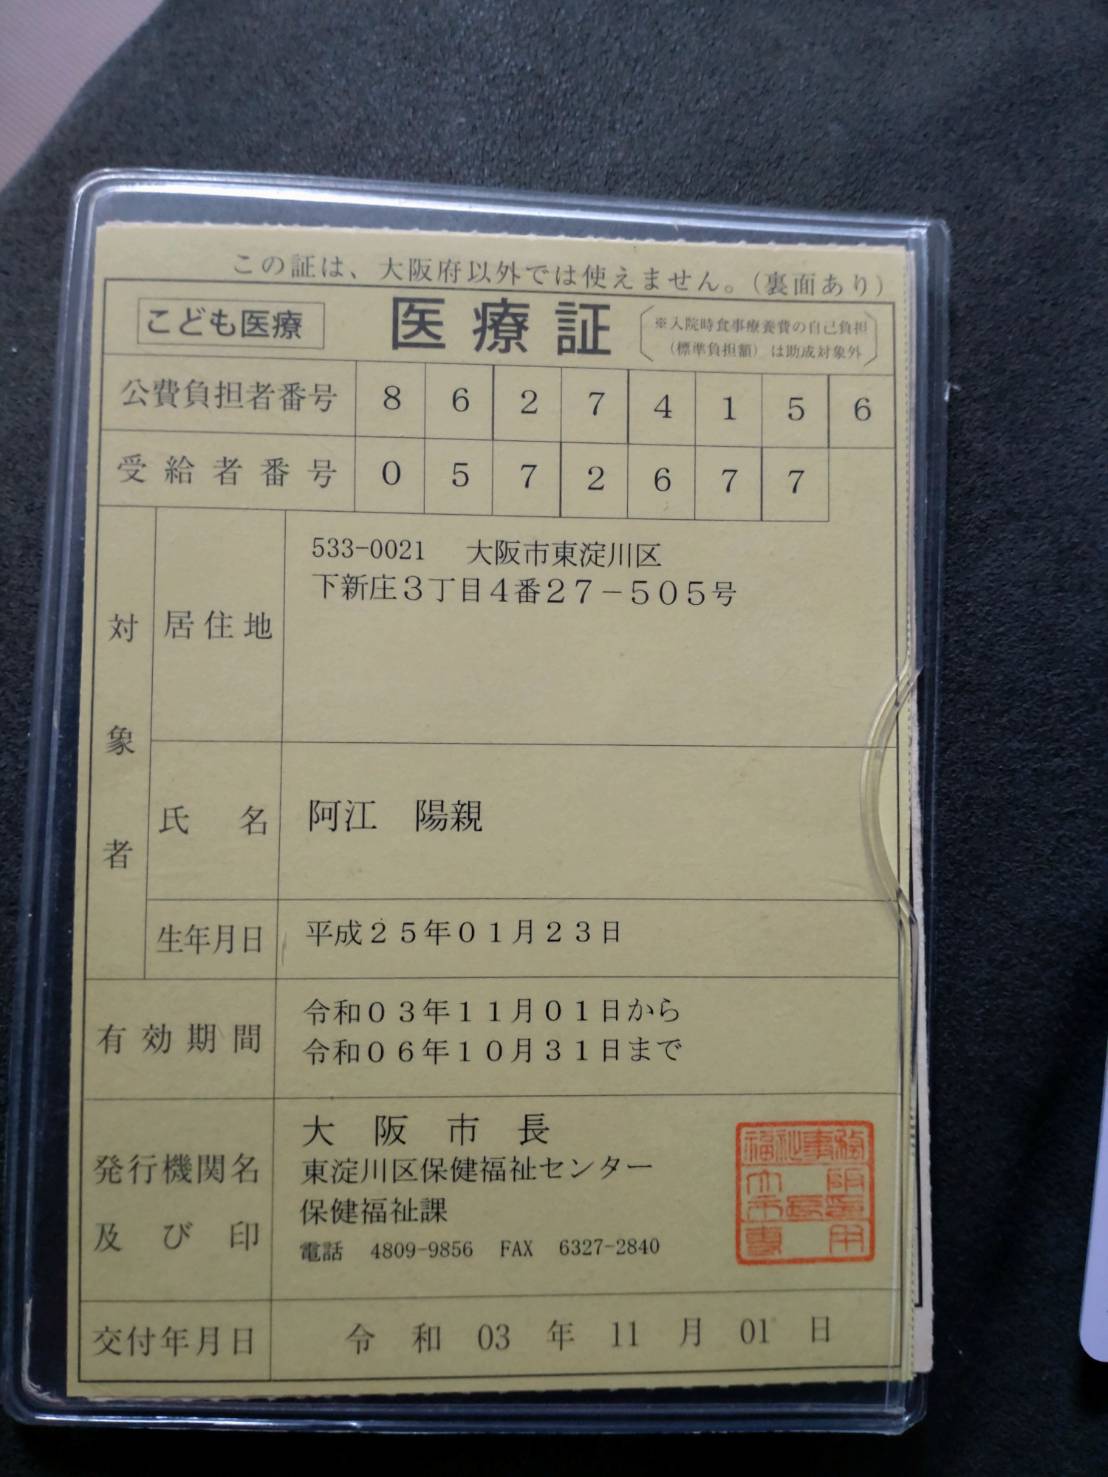 この証は、大阪府以外では使えません。(裏面あり)
こども医療 医療証 ※入院時食事療養費の自己負担
(標準負担額)は助成対象外
公費負担者番号 8 6 2 7 4 1 5 6
受給者番号 0 5 7 2 6 7 7
対象者
居住地 533-0021 大阪市東淀川区
下新庄3丁目4番27-505号
氏名 阿江 陽親
生年月日 平成25年01月23日
有効期間 令和03年11月01日から
令和06年10月31日まで
発行機関名及び印 大阪市長
東淀川区保健福祉センター
保健福祉課
電話 4809-9856 FAX 6327-2840
交付年月日 令和03年11月01日